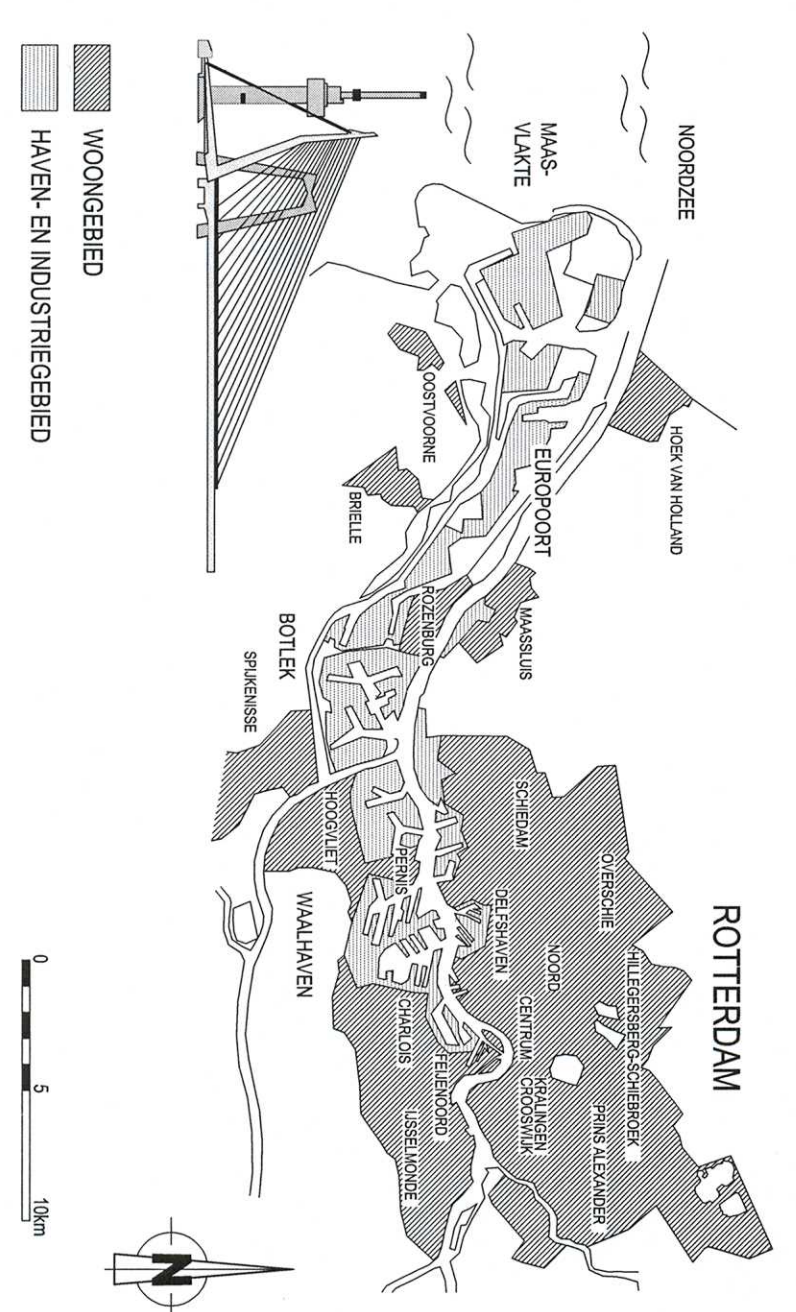 ROTTERDAM
NOORDZEE
HOEK VAN HOLLAND
MAAS-
VLAKTE
EUROPOORT
OOSTVOORNE
BRIELLE
MAASSLUIS
ROZENBURG
BOTLEK
SPIJKENISSE
HOOGVLIET
PERNIS
SCHIEDAM
OVERSCHIE
HILLEGERSBERG-SCHIEBROEK
DELFSHAVEN
NOORD
CENTRUM
KRALINGEN
CROOSWIJK
PRINS ALEXANDER
WAALHAVEN
CHARLOIS
FEIJENOORD
IJSSELMONDE
WOONGEBIED
HAVEN- EN INDUSTRIEGEBIED
0
5
10km
N